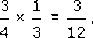 3/4 × 1/3 = 3/12.